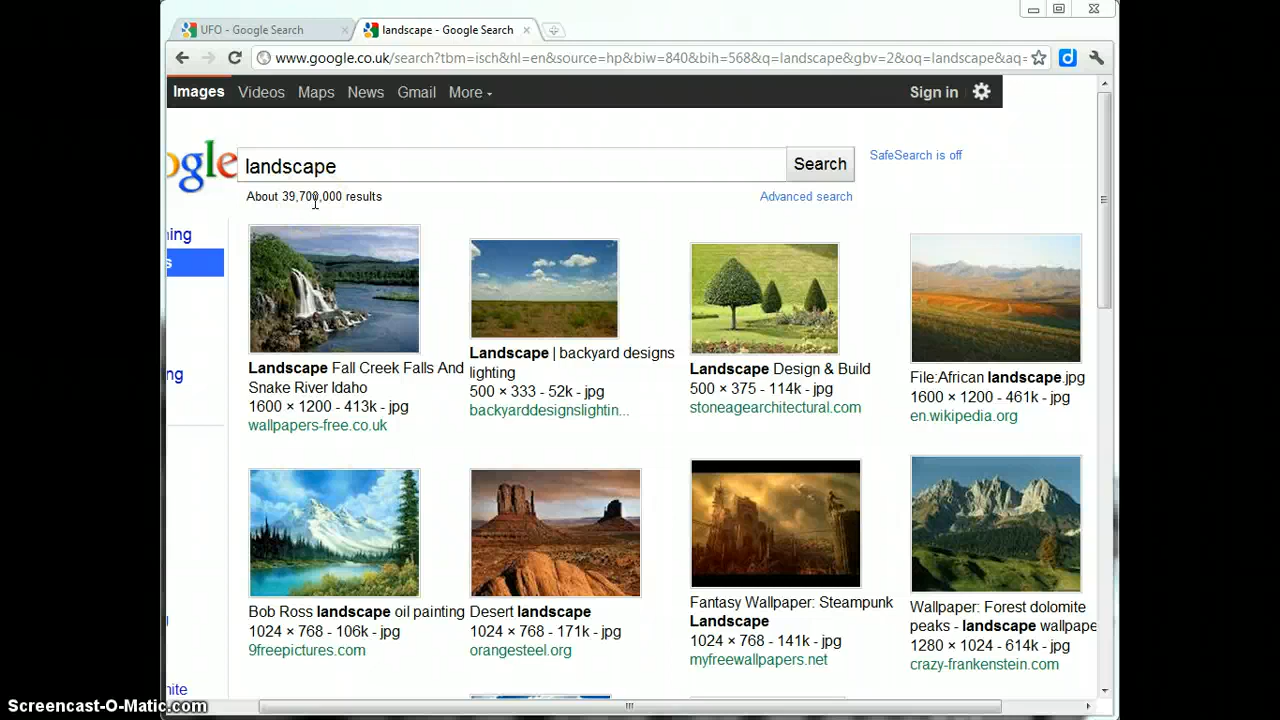 UFO - Google Search
landscape - Google Search
www.google.co.uk/search?tbm=isch&hl=en&source=hp&biw=840&bih=568&q=landscape&gbv=2&oq=landscape&aq=
Images Videos Maps News Gmail More Sign in
ogle
landscape
Search
SafeSearch is off
About 39,700,000 results
Advanced search
ing
s
ng
nite
Landscape Fall Creek Falls And
Snake River Idaho
1600 × 1200 - 413k - jpg
wallpapers-free.co.uk
Landscape | backyard designs
lighting
500 × 333 - 52k - jpg
backyarddesignslightin...
Landscape Design & Build
500 × 375 - 114k - jpg
stoneagearchitectural.com
File:African landscape.jpg
1600 × 1200 - 461k - jpg
en.wikipedia.org
Bob Ross landscape oil painting
1024 × 768 - 106k - jpg
9freepictures.com
Desert landscape
1024 × 768 - 171k - jpg
orangesteel.org
Fantasy Wallpaper: Steampunk
Landscape
1024 × 768 - 141k - jpg
myfreewallpapers.net
Wallpaper: Forest dolomite
peaks - landscape wallpape
1280 × 1024 - 614k - jpg
crazy-frankenstein.com
Screencast-O-Matic.com